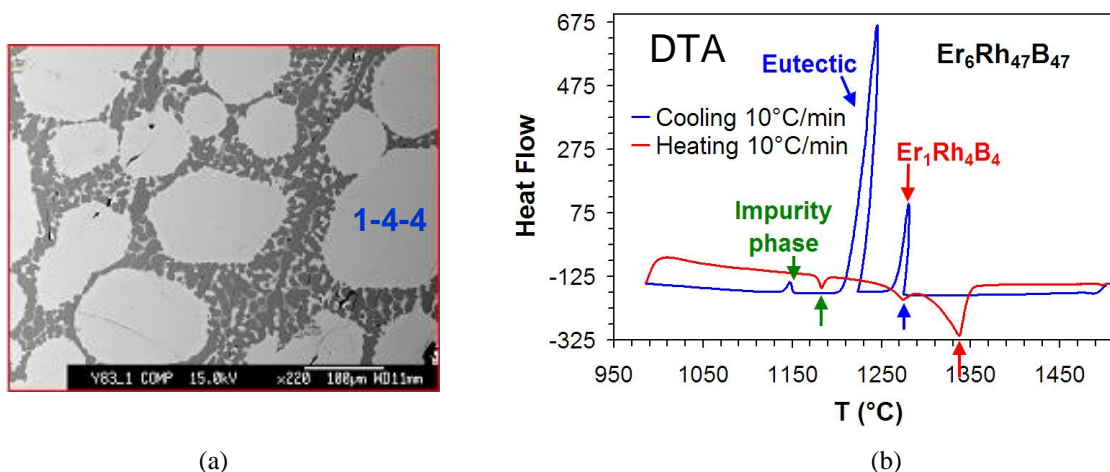 1-4-4
Y83_1 COMP 15.0kV x220 100µm WD11mm
(a)
675
475
275
75
-125
-325
Heat Flow
DTA
Er₆Rh₄₇B₄₇
Eutectic
Cooling 10°C/min
Heating 10°C/min
Er₁Rh₄B₄
Impurity
phase
950 1050 1150 1250 1350 1450
T (°C)
(b)